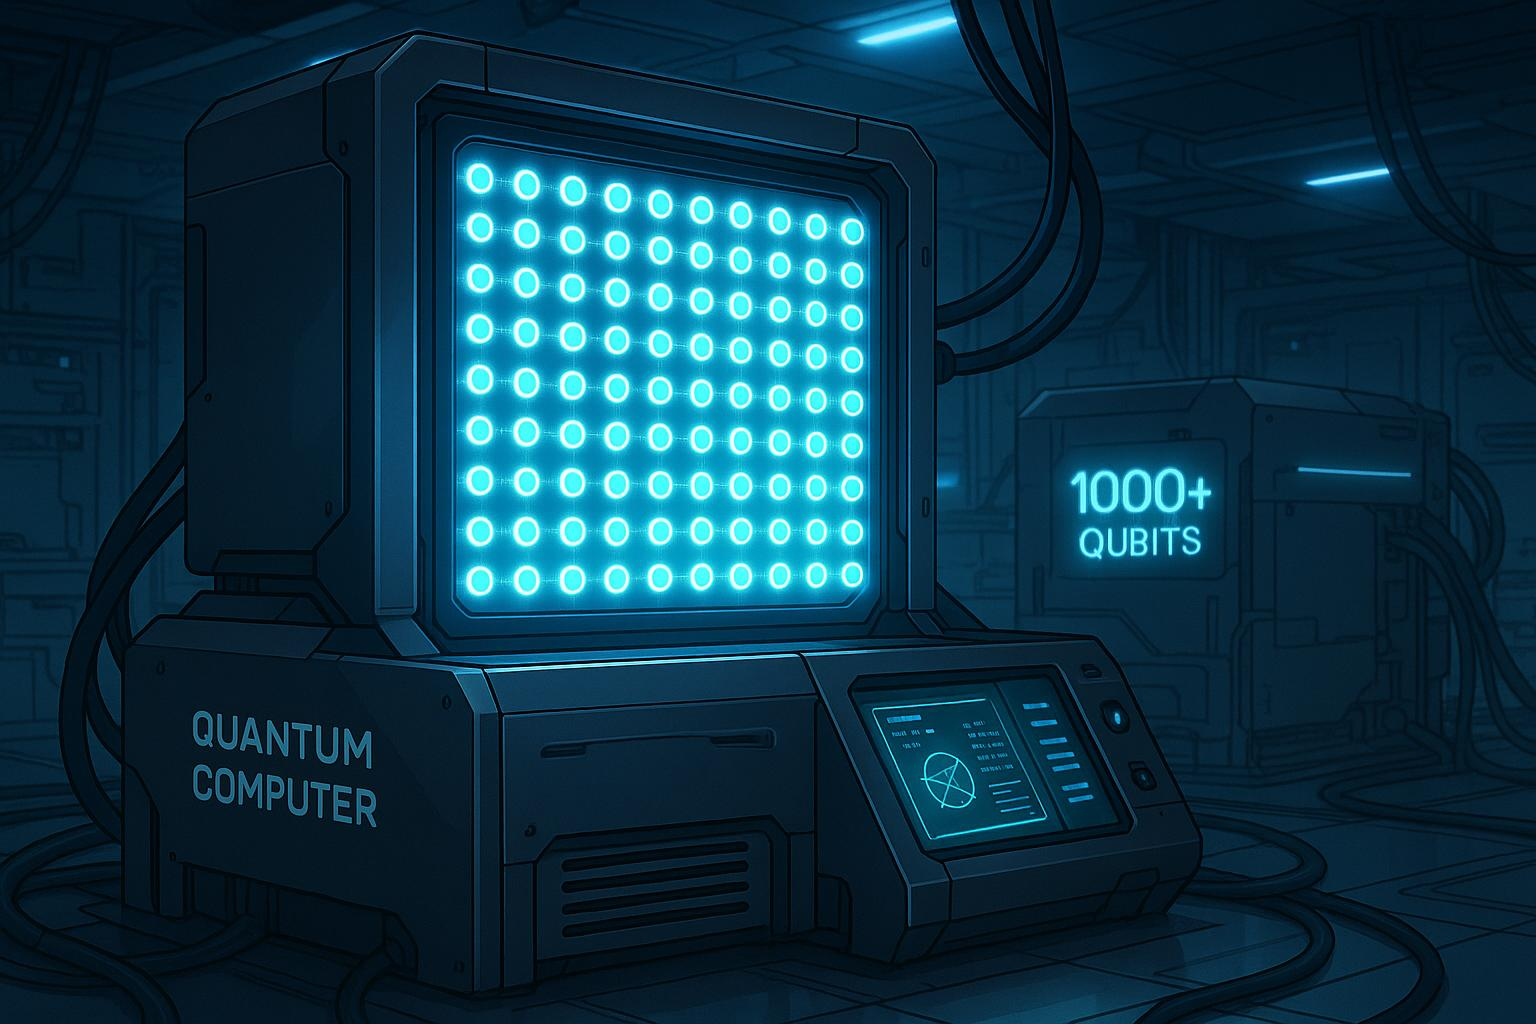 1000+
QUBITS
QUANTUM
COMPUTER